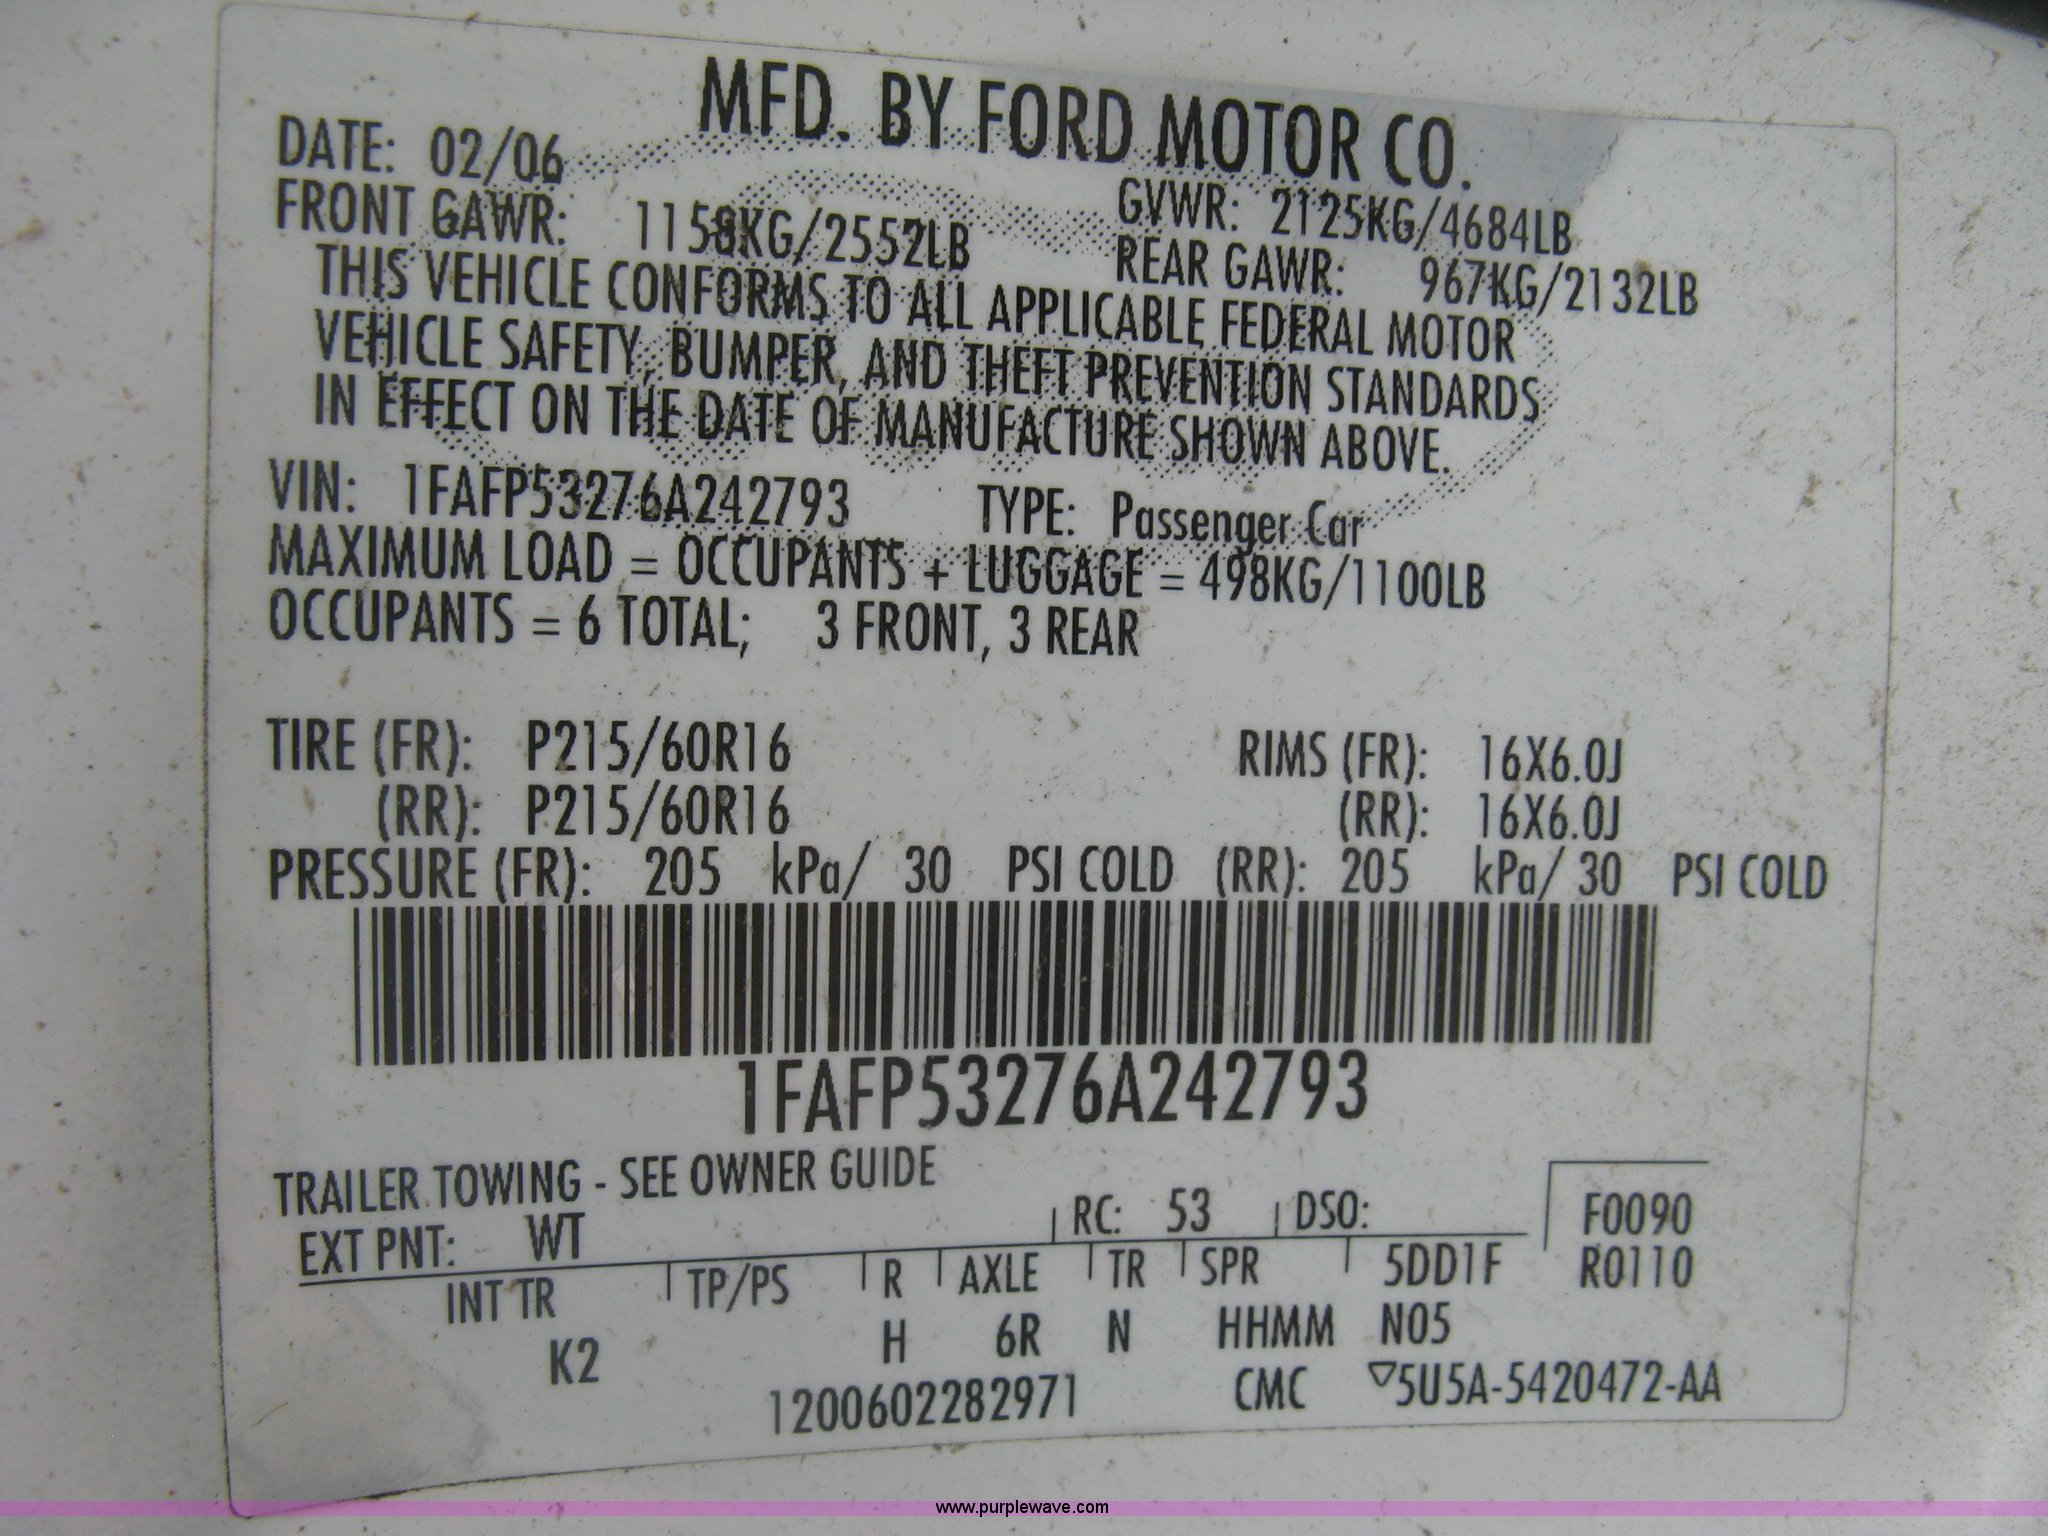 MFD. BY FORD MOTOR CO.
DATE: 02/06
GVWR: 2125KG/4684LB
FRONT GAWR: 1158KG/2552LB
REAR GAWR: 967KG/2132LB
THIS VEHICLE CONFORMS TO ALL APPLICABLE FEDERAL MOTOR
VEHICLE SAFETY, BUMPER, AND THEFT PREVENTION STANDARDS
IN EFFECT ON THE DATE OF MANUFACTURE SHOWN ABOVE.
VIN: 1FAFP53276A242793 TYPE: Passenger Car
MAXIMUM LOAD = OCCUPANTS + LUGGAGE = 498KG/1100LB
OCCUPANTS = 6 TOTAL; 3 FRONT, 3 REAR
TIRE (FR): P215/60R16 RIMS (FR): 16X6.0J
(RR): P215/60R16 (RR): 16X6.0J
PRESSURE (FR): 205 kPa/ 30 PSI COLD (RR): 205 kPa/ 30 PSI COLD
1FAFP53276A242793
TRAILER TOWING - SEE OWNER GUIDE
EXT PNT: WT RC: 53 DSO: F0090
INT TR TP/PS R AXLE TR SPR 5DD1F R0110
K2 H 6R N HHMM N05
1200602282971 CMC ▽5U5A-5420472-AA
www.purplewave.com